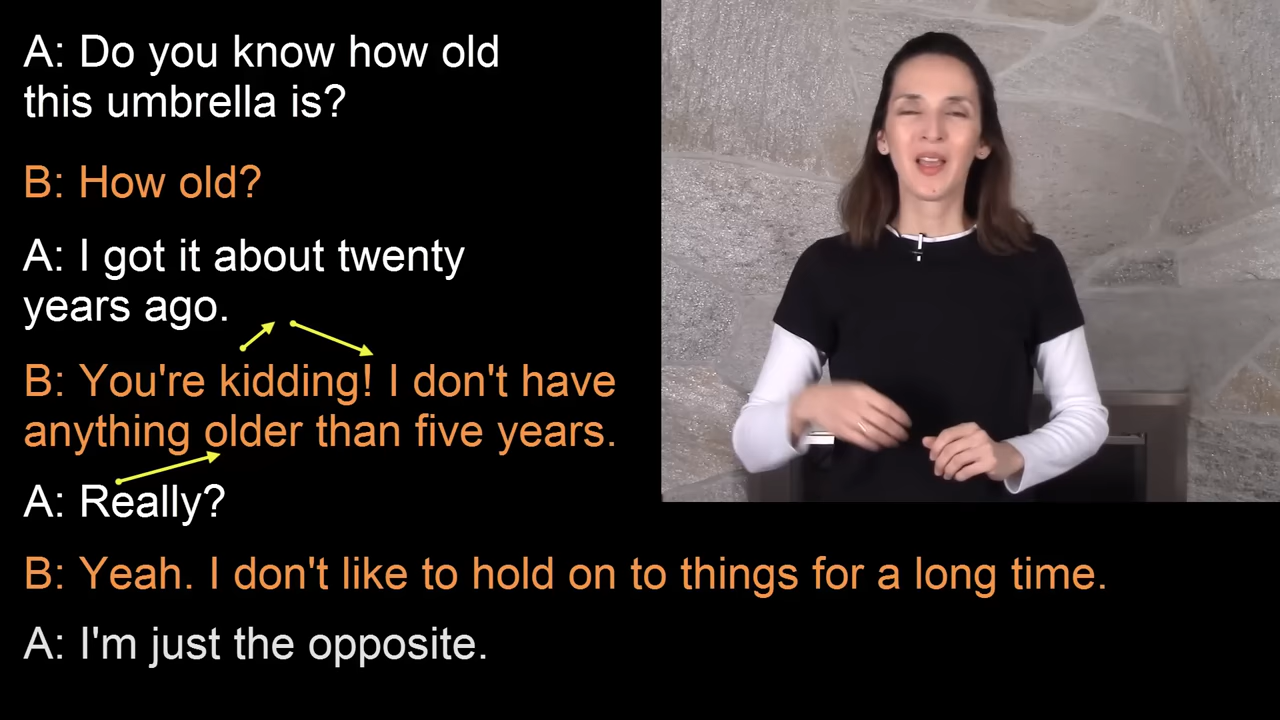 A: Do you know how old
this umbrella is?
B: How old?
A: I got it about twenty
years ago.
B: You're kidding! I don't have
anything older than five years.
A: Really?
B: Yeah. I don't like to hold on to things for a long time.
A: I'm just the opposite.